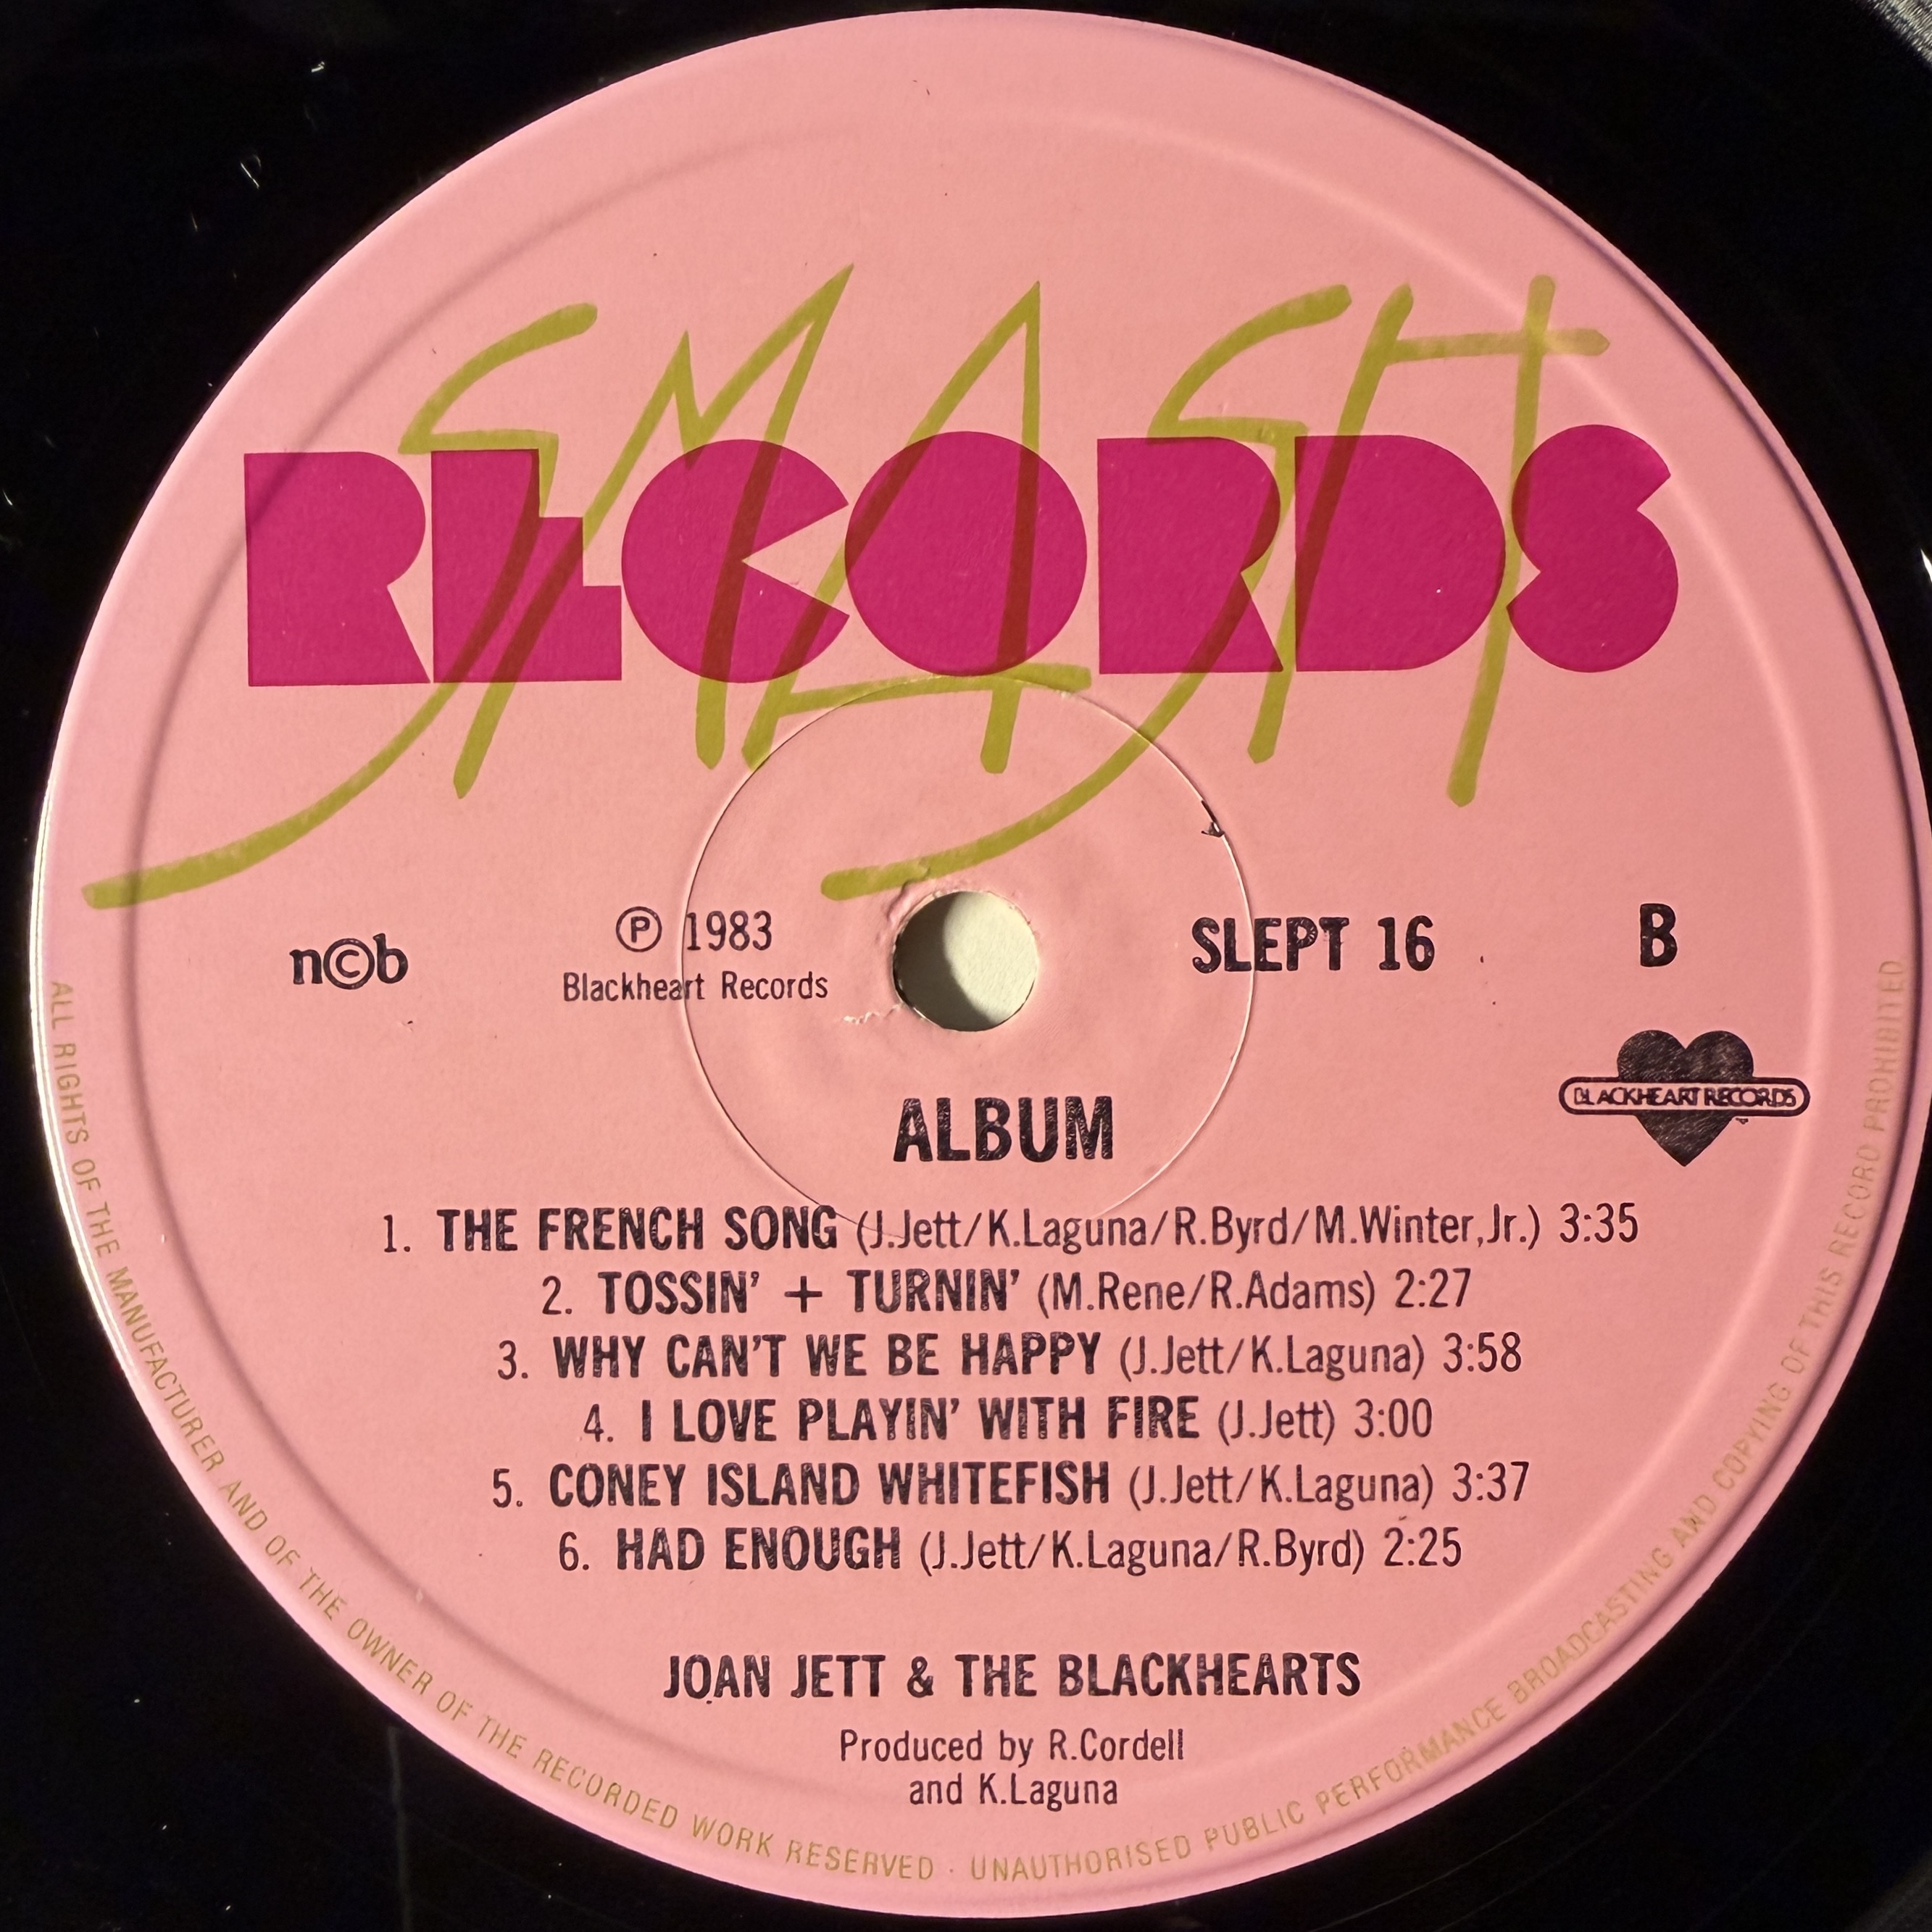 SMASH
RECORDS
n©b
℗ 1983
Blackheart Records
SLEPT 16
B
BLACKHEART RECORDS
ALBUM
1. THE FRENCH SONG (J.Jett/K.Laguna/R.Byrd/M.Winter,Jr.) 3:35
2. TOSSIN' + TURNIN' (M.Rene/R.Adams) 2:27
3. WHY CAN'T WE BE HAPPY (J.Jett/K.Laguna) 3:58
4. I LOVE PLAYIN' WITH FIRE (J.Jett) 3:00
5. CONEY ISLAND WHITEFISH (J.Jett/K.Laguna) 3:37
6. HAD ENOUGH (J.Jett/K.Laguna/R.Byrd) 2:25
JOAN JETT & THE BLACKHEARTS
Produced by R.Cordell
and K.Laguna
ALL RIGHTS OF THE MANUFACTURER AND OF THE OWNER OF THE RECORDED WORK RESERVED · UNAUTHORISED PUBLIC PERFORMANCE BROADCASTING AND COPYING OF THIS RECORD PROHIBITED